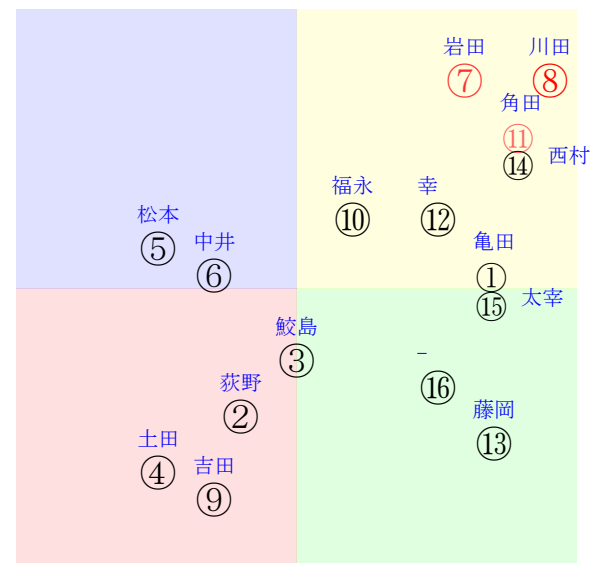 岩田 川田
⑦ ⑧
角田
⑪
⑭ 西村
福永 幸
⑩ ⑫
松本
⑤
中井
⑥
亀田
①
⑮ 太宰
鮫島
③
–
⑯
荻野
②
藤岡
⑬
土田
④
吉田
⑨